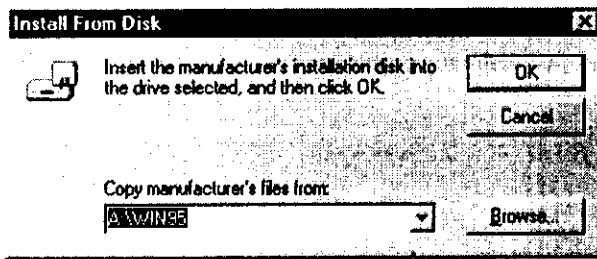 Install From Disk
Insert the manufacturer's installation disk into
the drive selected, and then click OK.
OK
Cancel
Copy manufacturer's files from:
A:\WIN95
Browse...